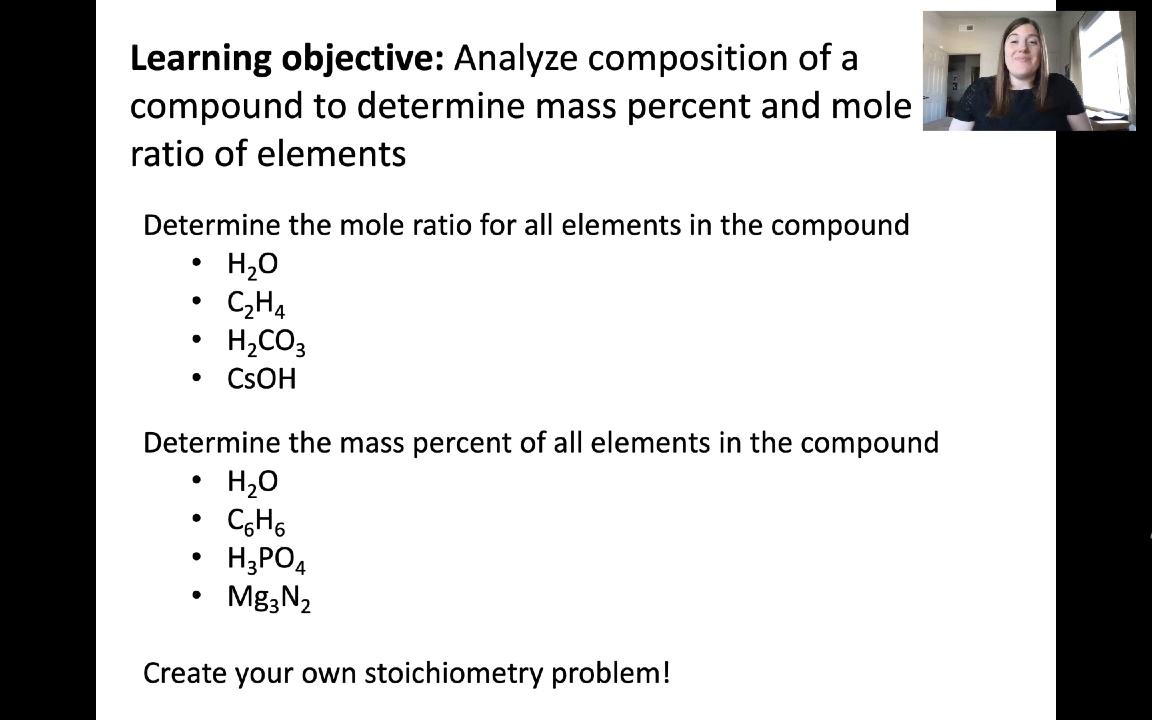 Learning objective: Analyze composition of a
compound to determine mass percent and mole
ratio of elements
Determine the mole ratio for all elements in the compound
• H₂O
• C₂H₄
• H₂CO₃
• CsOH
Determine the mass percent of all elements in the compound
• H₂O
• C₆H₆
• H₃PO₄
• Mg₃N₂
Create your own stoichiometry problem!